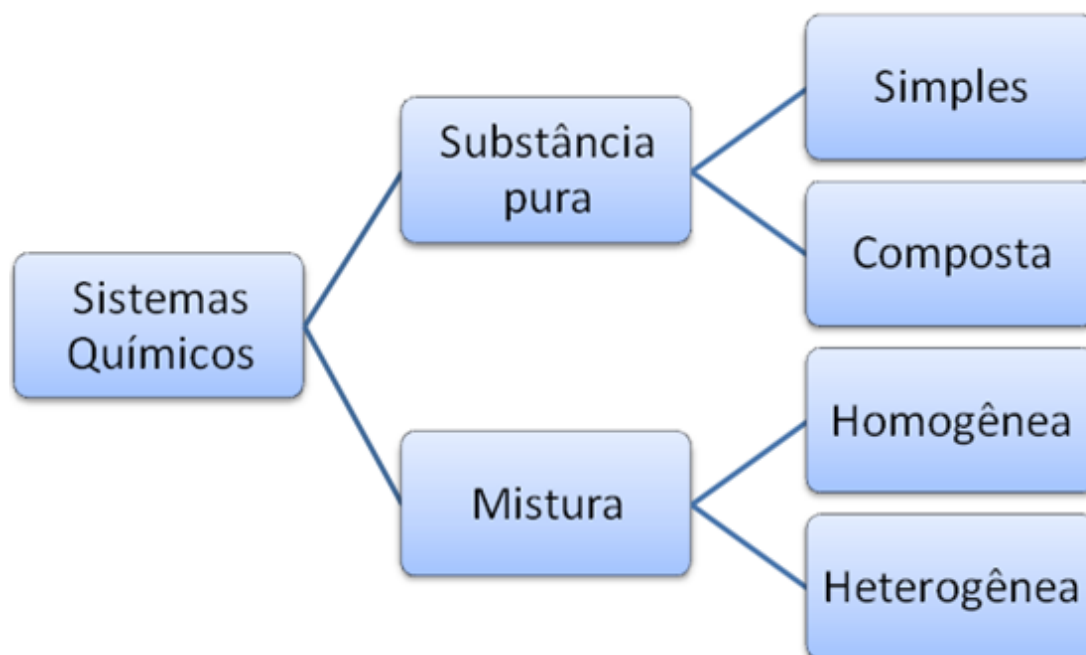 Sistemas
Químicos
Substância
pura
Simples
Composta
Mistura
Homogênea
Heterogênea